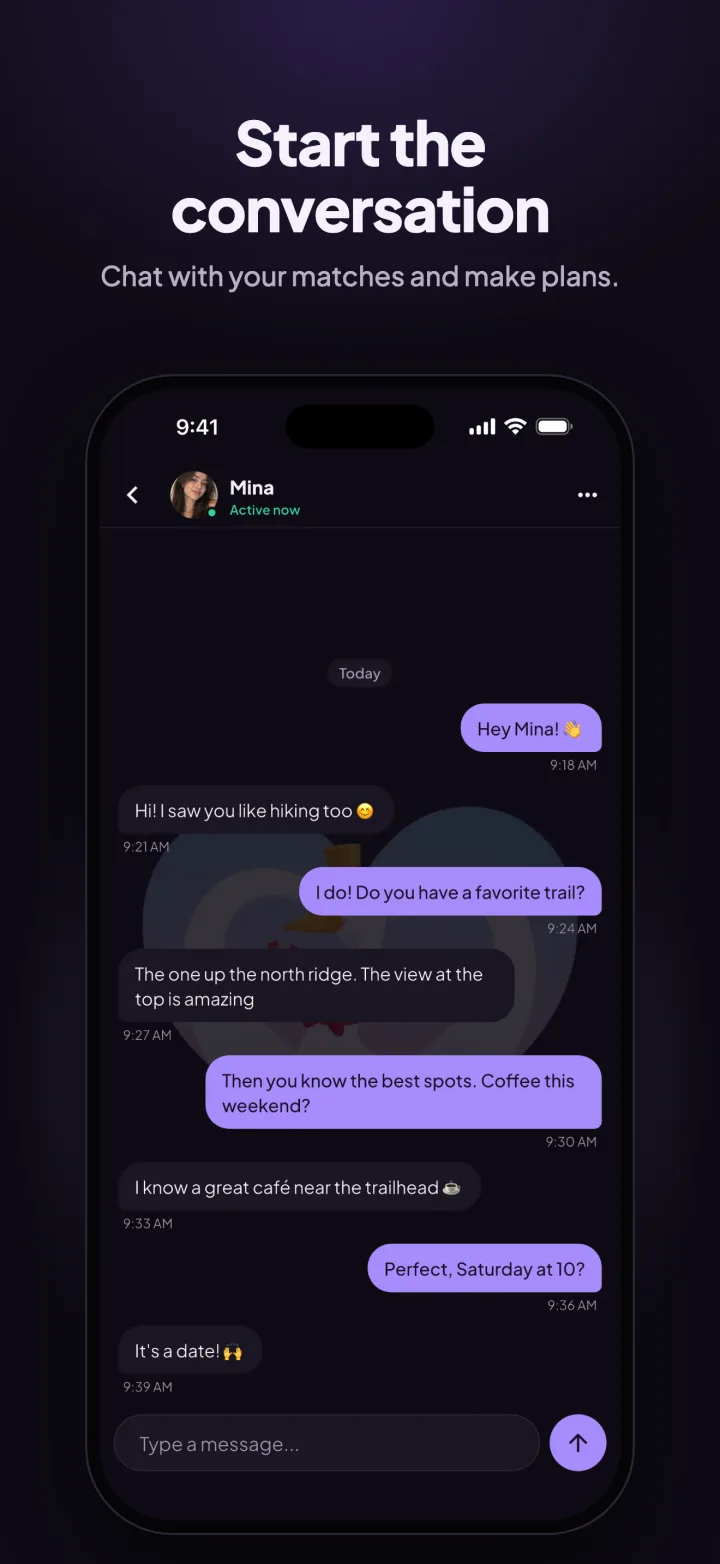 Start the
conversation
Chat with your matches and make plans.
9:41
Mina
Active now
Today
Hey Mina! 👋
9:18 AM
Hi! I saw you like hiking too 😊
9:21 AM
I do! Do you have a favorite trail?
9:24 AM
The one up the north ridge. The view at the
top is amazing
9:27 AM
Then you know the best spots. Coffee this
weekend?
9:30 AM
I know a great café near the trailhead ☕
9:33 AM
Perfect, Saturday at 10?
9:36 AM
It's a date! 🙌
9:39 AM
Type a message...